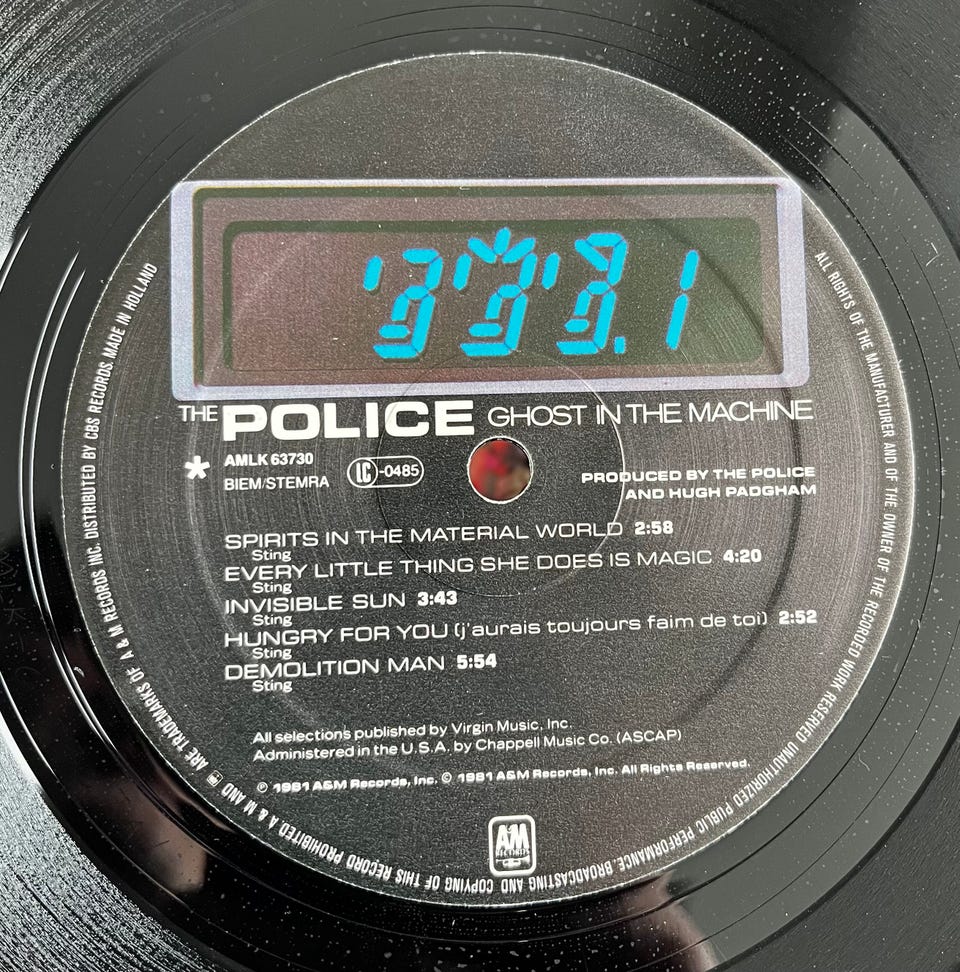 THE POLICE GHOST IN THE MACHINE
* AMLK 63730
BIEM/STEMRA
LC-0485
PRODUCED BY THE POLICE
AND HUGH PADGHAM
SPIRITS IN THE MATERIAL WORLD 2:58
Sting
EVERY LITTLE THING SHE DOES IS MAGIC 4:20
Sting
INVISIBLE SUN 3:43
Sting
HUNGRY FOR YOU (j'aurais toujours faim de toi) 2:52
Sting
DEMOLITION MAN 5:54
Sting
All selections published by Virgin Music, Inc.
Administered in the U.S.A. by Chappell Music Co. (ASCAP)
℗ 1981 A&M Records, Inc. © 1981 A&M Records, Inc. All Rights Reserved.
A&M
RECORDS
ALL RIGHTS OF THE MANUFACTURER AND OF THE OWNER OF THE RECORDED WORK RESERVED UNAUTHORIZED PUBLIC PERFORMANCE, BROADCASTING AND COPYING OF THIS RECORD PROHIBITED A & M AND ARE TRADEMARKS OF A & M RECORDS INC. DISTRIBUTED BY CBS RECORDS MADE IN HOLLAND